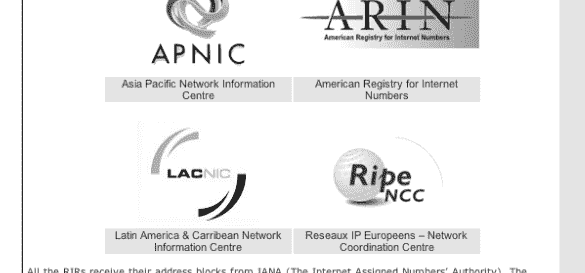 APNIC
ARIN
American Registry for Internet Numbers
Asia Pacific Network Information
Centre
American Registry for Internet
Numbers
LACNIC
Ripe
NCC
Latin America & Carribean Network
Information Centre
Reseaux IP Europeens – Network
Coordination Centre
All the RIRs receive their address blocks from IANA (The Internet Assigned Numbers' Authority). The